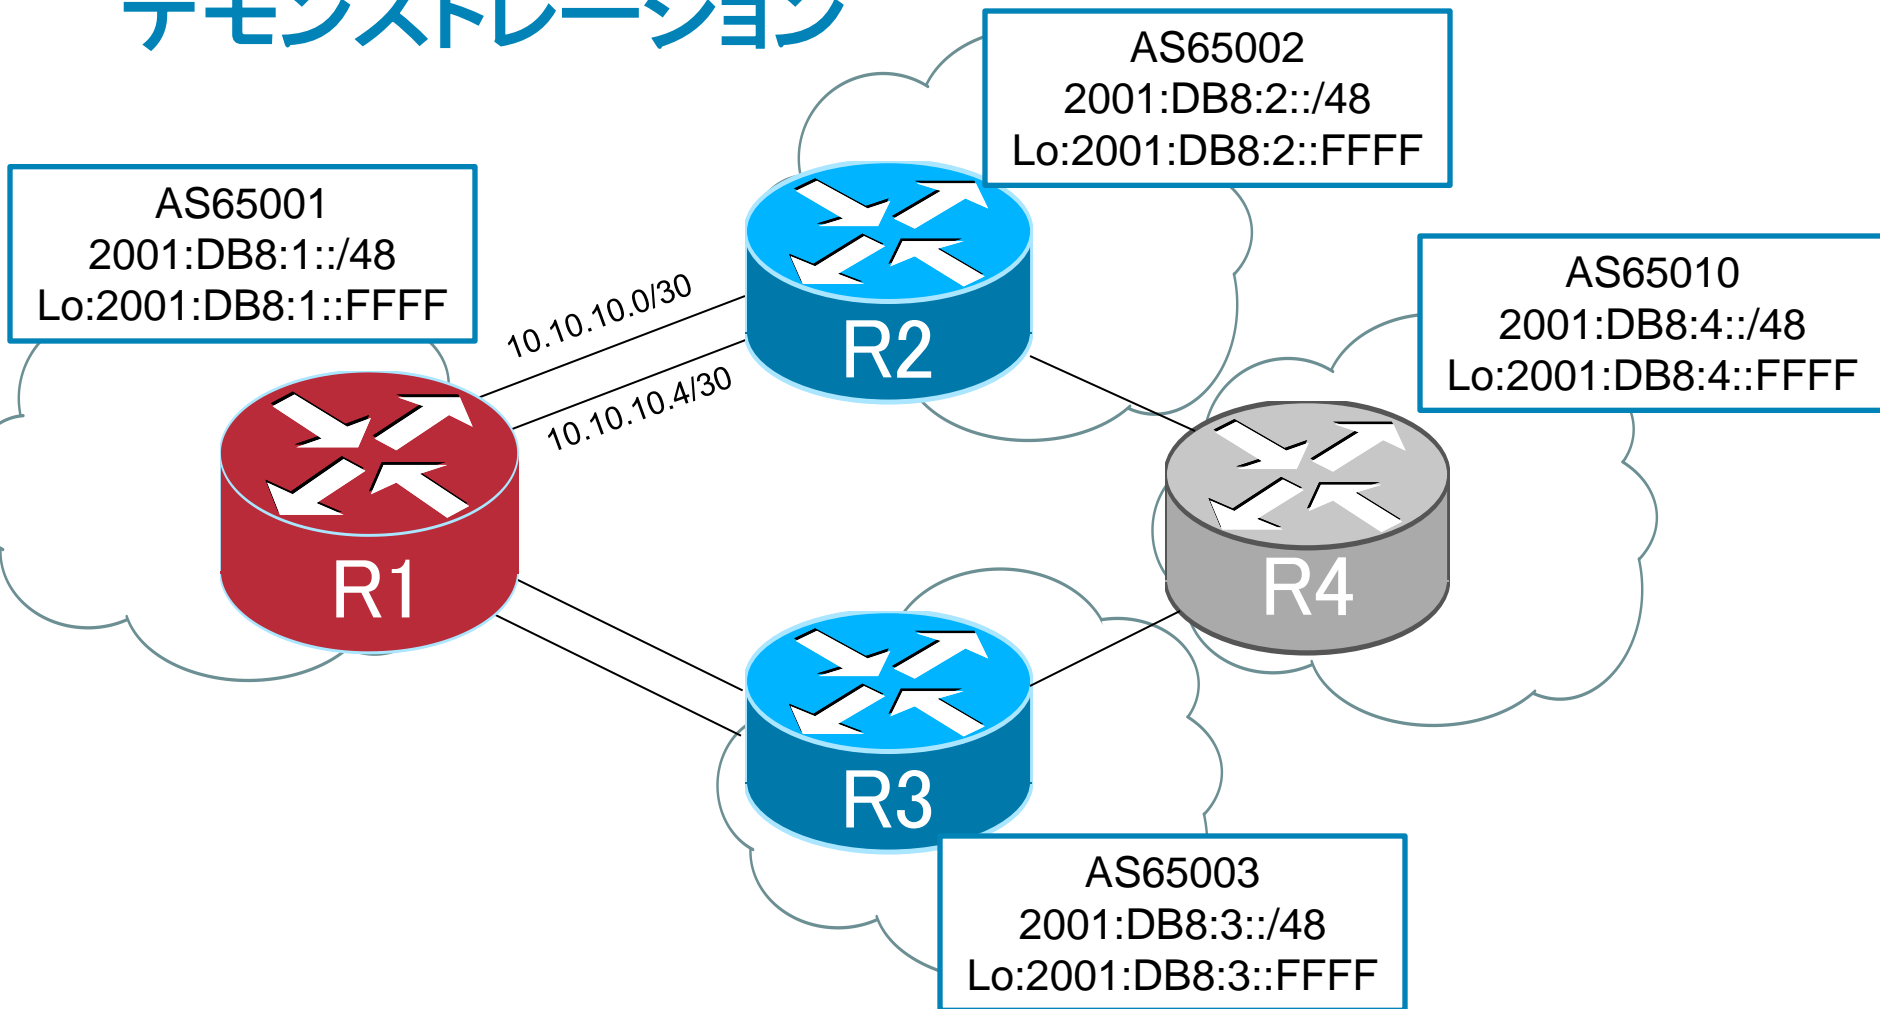 デモンストレーション
AS65002
2001:DB8:2::/48
Lo:2001:DB8:2::FFFF
AS65001
2001:DB8:1::/48
Lo:2001:DB8:1::FFFF
AS65010
2001:DB8:4::/48
Lo:2001:DB8:4::FFFF
10.10.10.0/30
10.10.10.4/30
R2
R1
R4
R3
AS65003
2001:DB8:3::/48
Lo:2001:DB8:3::FFFF